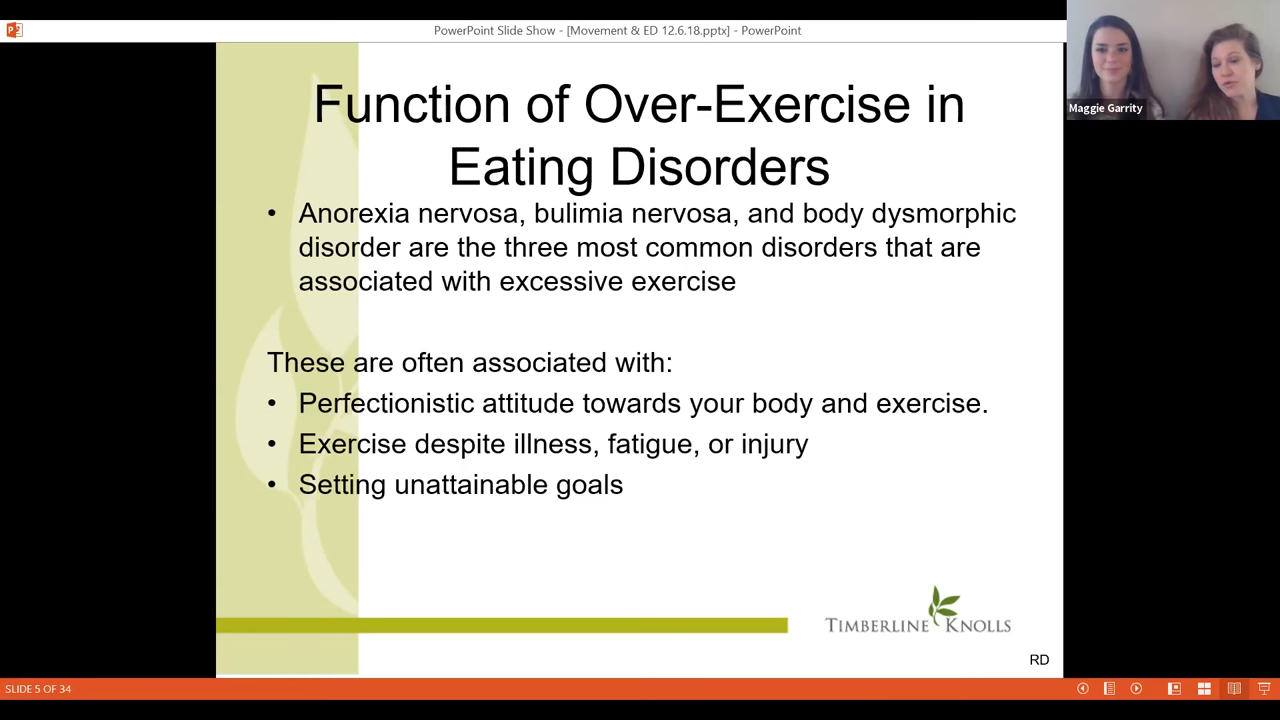 PowerPoint Slide Show - [Movement & ED 12.6.18.pptx] - PowerPoint
Maggie Garrity
Function of Over-Exercise in
Eating Disorders
• Anorexia nervosa, bulimia nervosa, and body dysmorphic
disorder are the three most common disorders that are
associated with excessive exercise
These are often associated with:
• Perfectionistic attitude towards your body and exercise.
• Exercise despite illness, fatigue, or injury
• Setting unattainable goals
TIMBERLINE KNOLLS
RD
SLIDE 5 OF 34